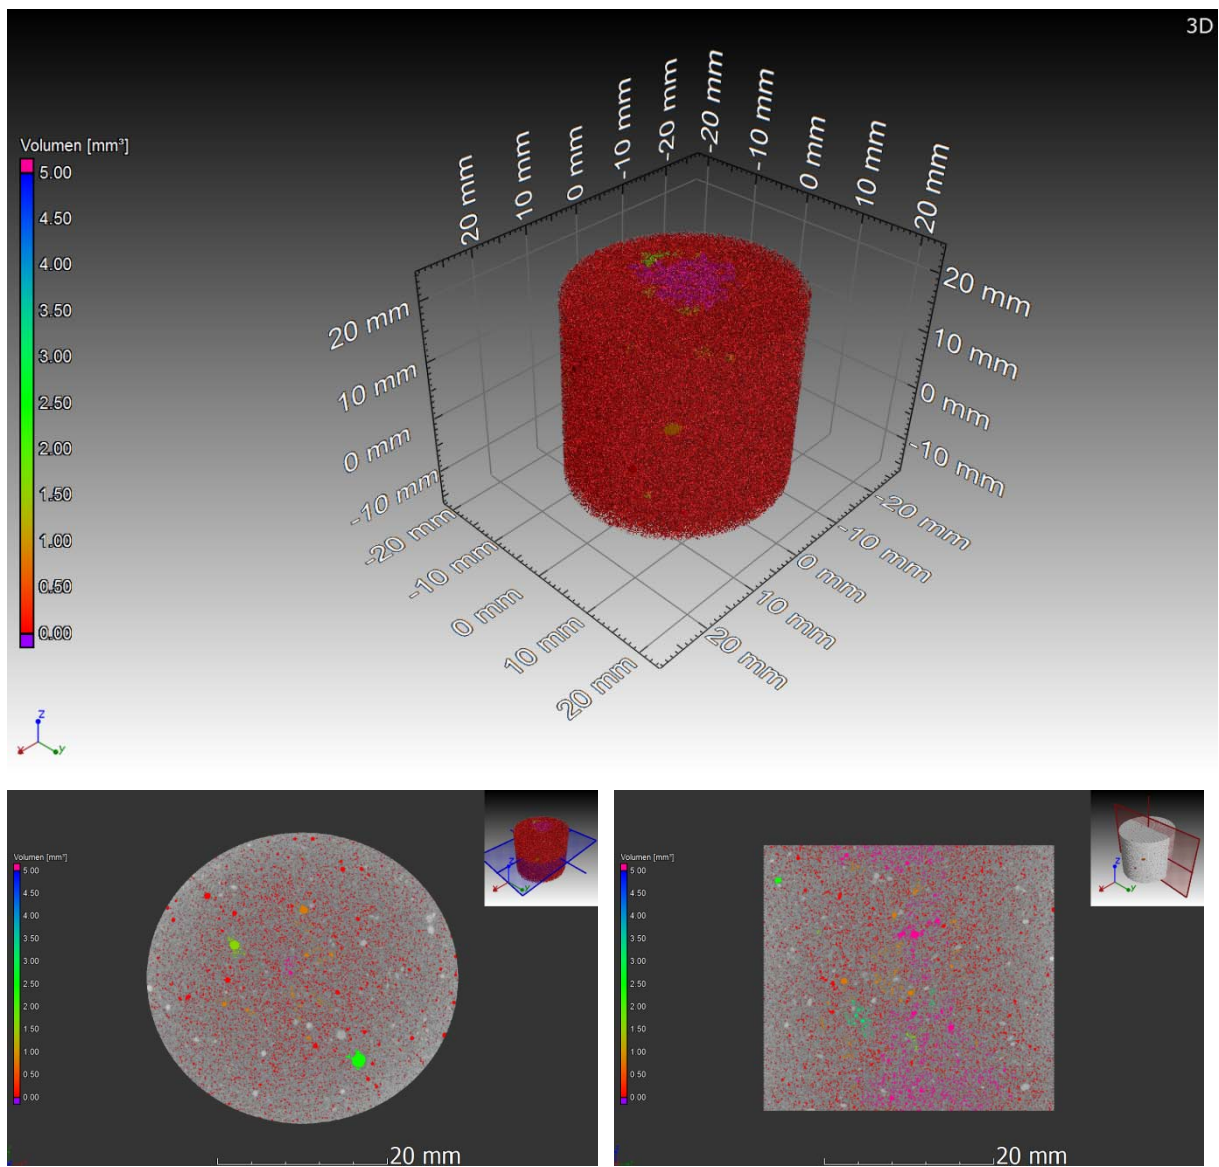 3D
Volumen [mm³]
5.00
4.50
4.00
3.50
3.00
2.50
2.00
1.50
1.00
0.50
0.00
20 mm
10 mm
0 mm
-10 mm
-20 mm
-20 mm
-10 mm
0 mm
10 mm
20 mm
20 mm
10 mm
0 mm
-10 mm
20 mm
10 mm
0 mm
-10 mm
-20 mm
-10 mm
0 mm
10 mm
20 mm
-20 mm
-10 mm
0 mm
10 mm
20 mm
z
x
y
Volumen [mm³]
5 00
4 50
4 00
3 50
3 00
2 50
2 00
1 50
1 00
0 50
0 00
z
x
y
20 mm
Volumen [mm³]
5 00
4 50
4 00
3 50
3 00
2 50
2 00
1 50
1 00
0 50
0 00
z
x
y
20 mm